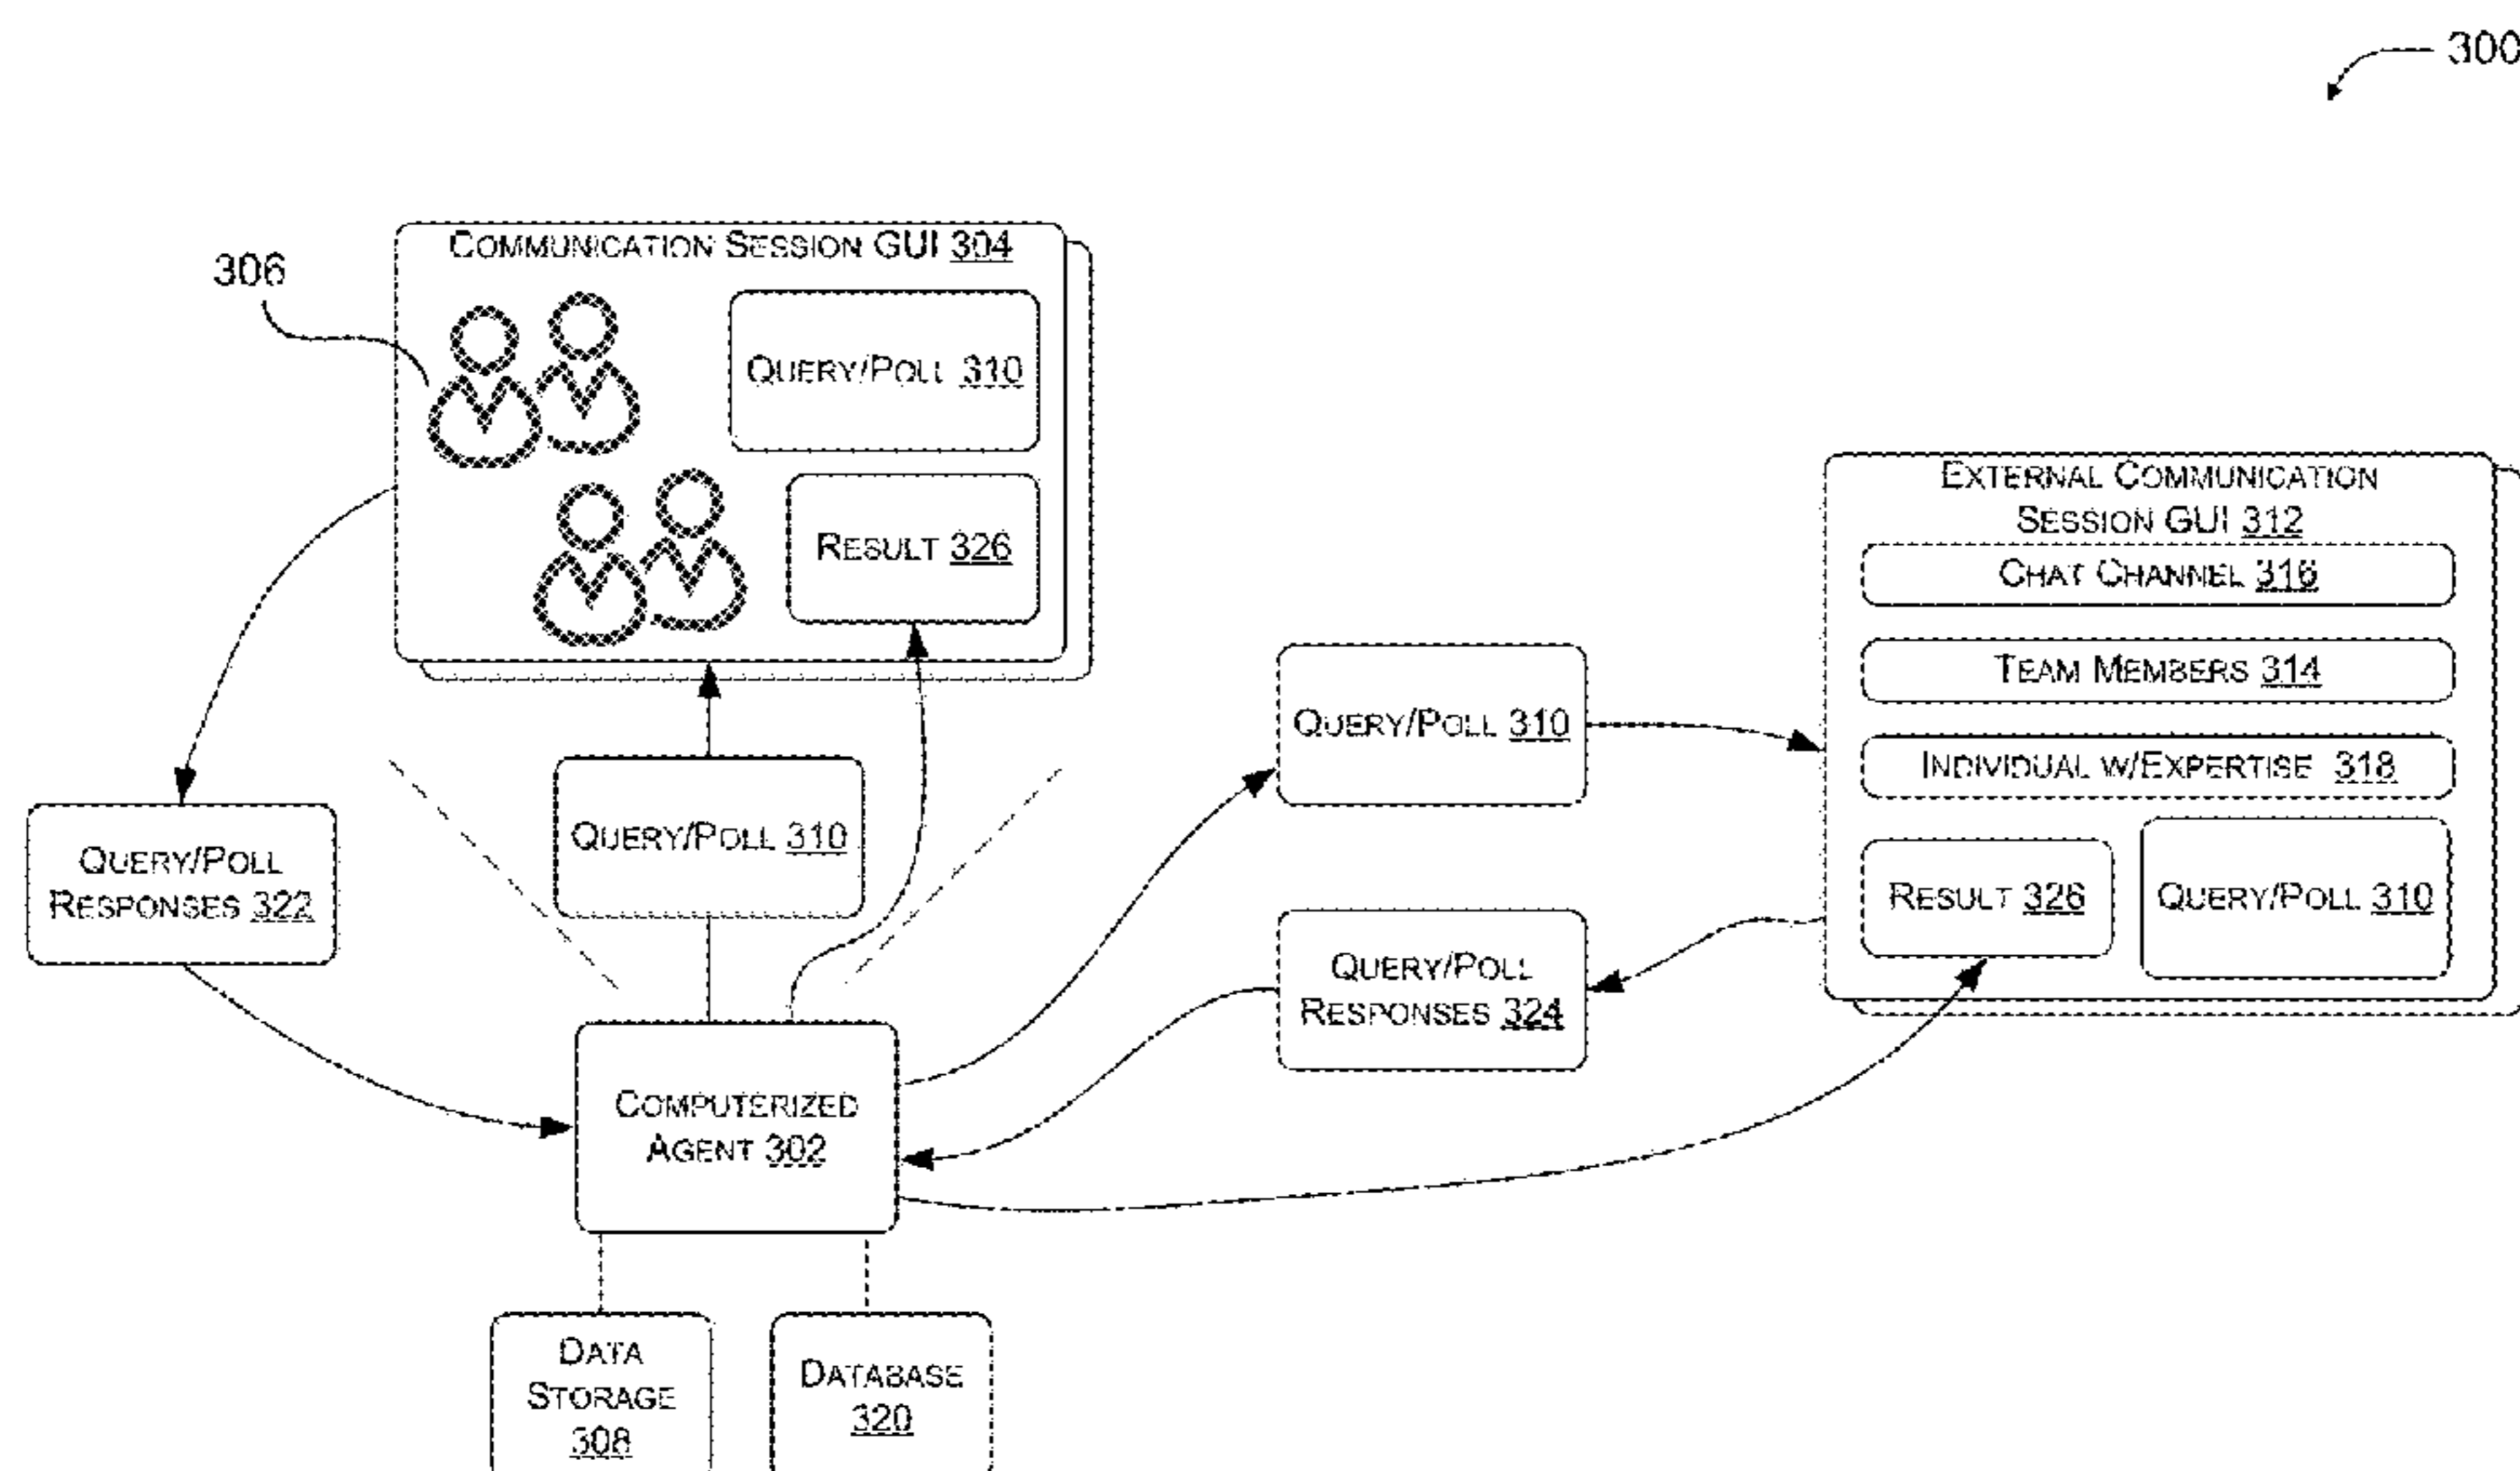 300
COMMUNICATION SESSION GUI 304
306
QUERY/POLL 310
RESULT 326
EXTERNAL COMMUNICATION
SESSION GUI 312
CHAT CHANNEL 316
TEAM MEMBERS 314
INDIVIDUAL W/EXPERTISE 318
RESULT 326
QUERY/POLL 310
QUERY/POLL 310
QUERY/POLL 310
QUERY/POLL
RESPONSES 322
QUERY/POLL
RESPONSES 324
COMPUTERIZED
AGENT 302
DATA
STORAGE
308
DATABASE
320